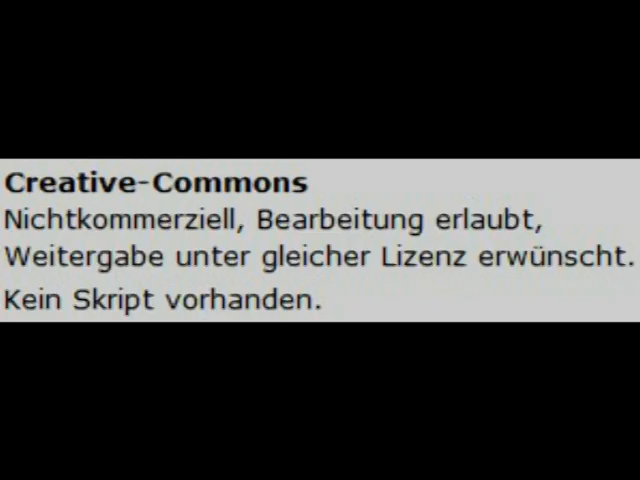 Creative-Commons
Nichtkommerziell, Bearbeitung erlaubt,
Weitergabe unter gleicher Lizenz erwünscht.
Kein Skript vorhanden.